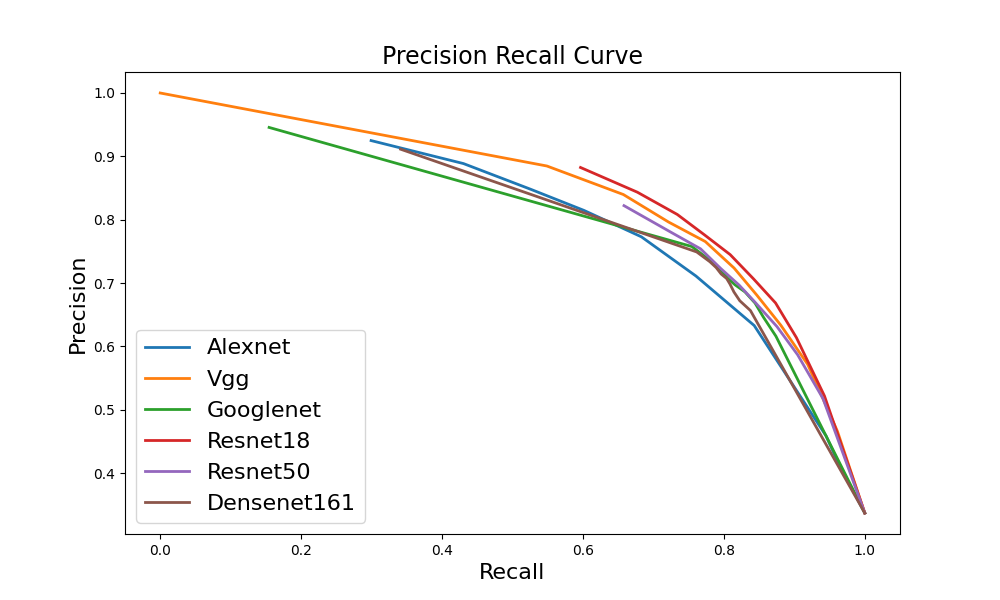 Precision Recall Curve
Precision
1.0
0.9
0.8
0.7
0.6
0.5
0.4
Alexnet
Vgg
Googlenet
Resnet18
Resnet50
Densenet161
0.0 0.2 0.4 0.6 0.8 1.0
Recall